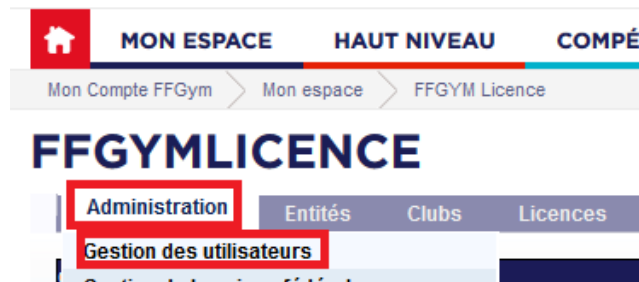 MON ESPACE HAUT NIVEAU COMPÉ
Mon Compte FFGym Mon espace FFGYM Licence
FFGYMLICENCE
Administration Entités Clubs Licences
Gestion des utilisateurs